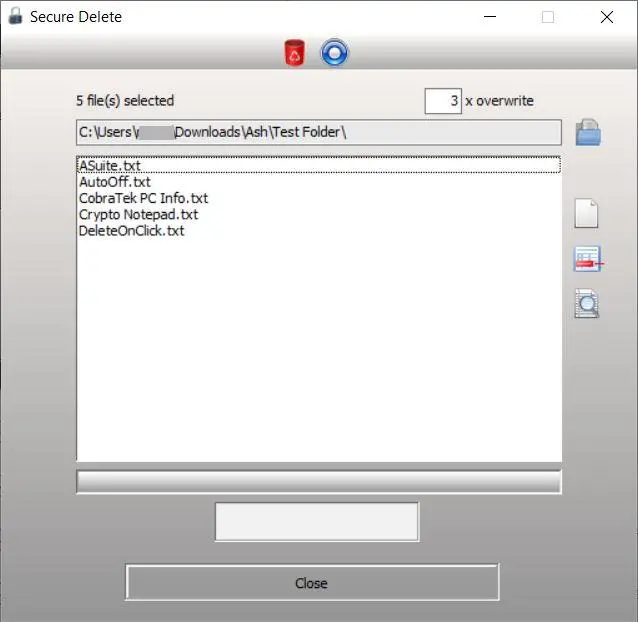 Secure Delete
5 file(s) selected
3 x overwrite
C:\Users\ \Downloads\Ash\Test Folder\
ASuite.txt
AutoOff.txt
CobraTek PC Info.txt
Crypto Notepad.txt
DeleteOnClick.txt
Close